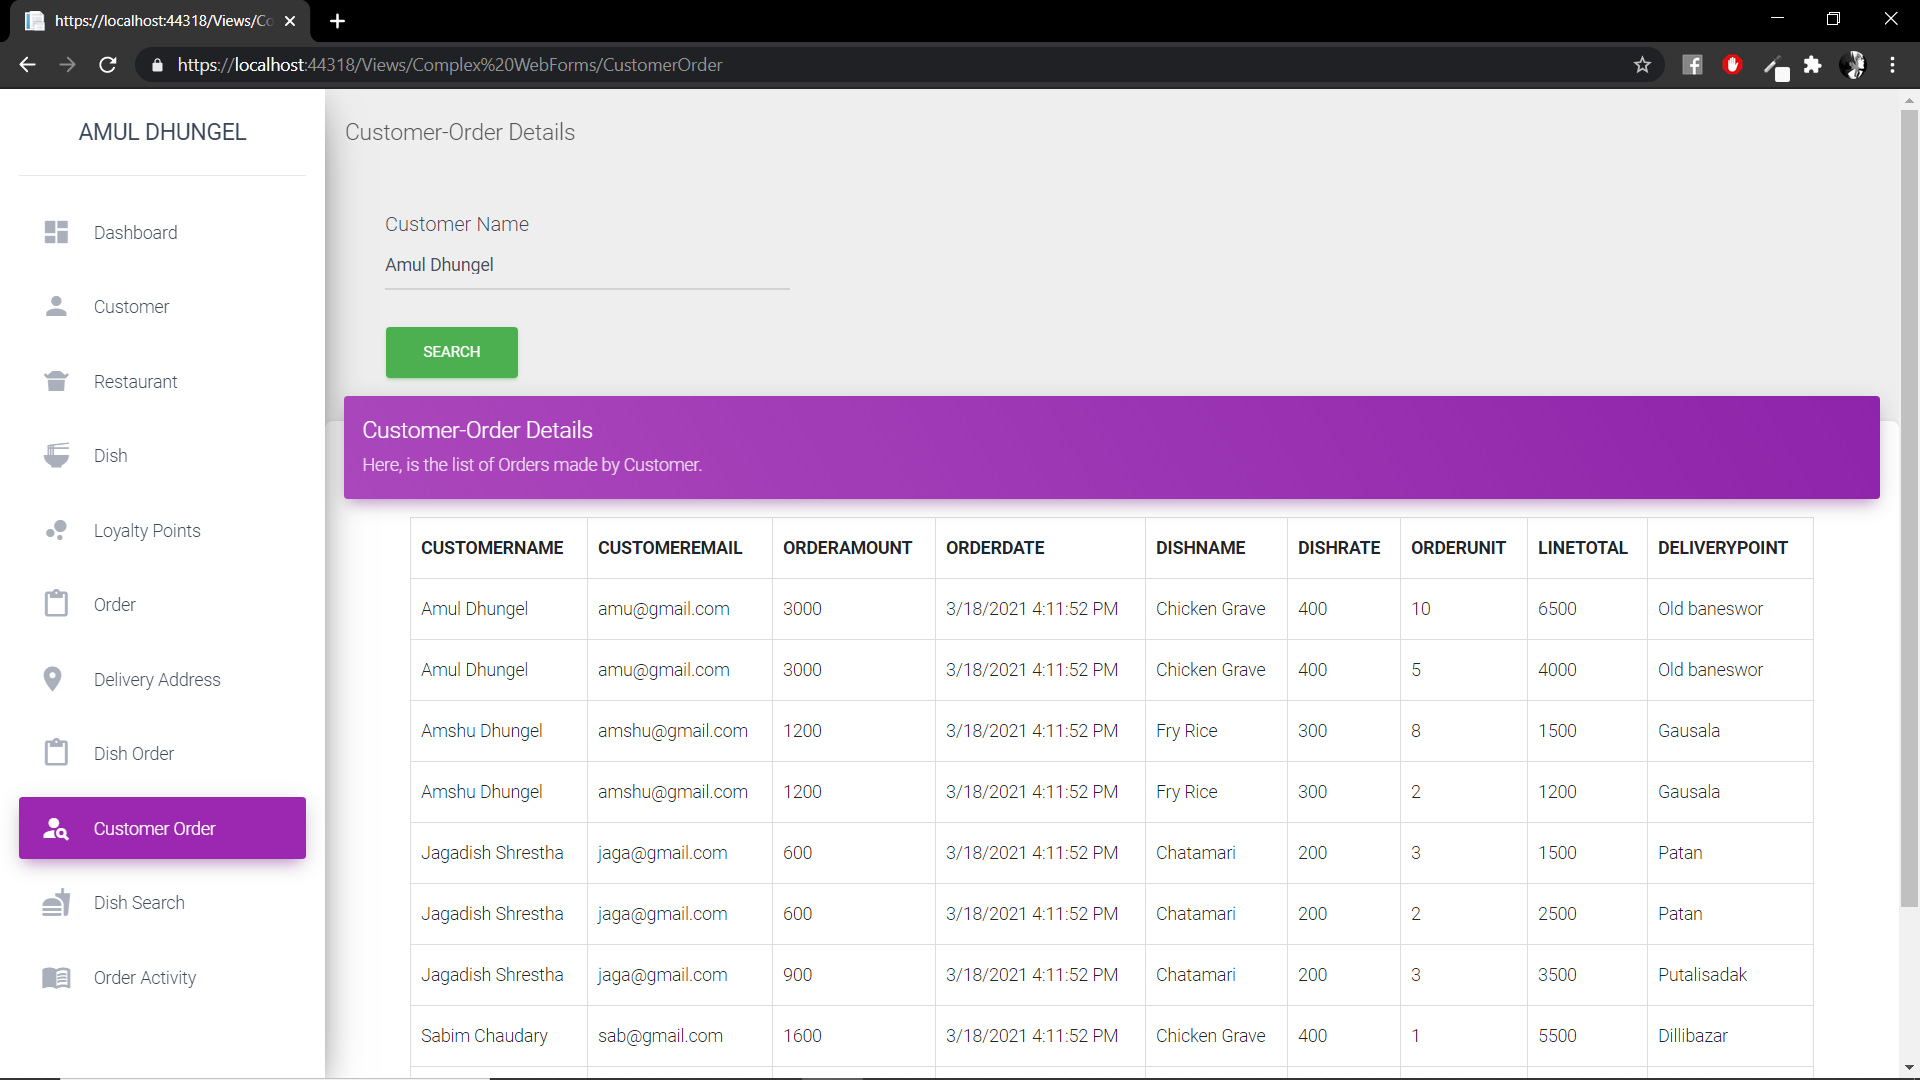 https://localhost:44318/Views/Co
https://localhost:44318/Views/Complex%20WebForms/CustomerOrder
AMUL DHUNGEL
Dashboard
Customer
Restaurant
Dish
Loyalty Points
Order
Delivery Address
Dish Order
Customer Order
Dish Search
Order Activity
Customer-Order Details
Customer Name
Amul Dhungel
SEARCH
Customer-Order Details
Here, is the list of Orders made by Customer.
CUSTOMERNAME CUSTOMEREMAIL ORDERAMOUNT ORDERDATE DISHNAME DISHRATE ORDERUNIT LINETOTAL DELIVERYPOINT
Amul Dhungel amu@gmail.com 3000 3/18/2021 4:11:52 PM Chicken Grave 400 10 6500 Old baneswor
Amul Dhungel amu@gmail.com 3000 3/18/2021 4:11:52 PM Chicken Grave 400 5 4000 Old baneswor
Amshu Dhungel amshu@gmail.com 1200 3/18/2021 4:11:52 PM Fry Rice 300 8 1500 Gausala
Amshu Dhungel amshu@gmail.com 1200 3/18/2021 4:11:52 PM Fry Rice 300 2 1200 Gausala
Jagadish Shrestha jaga@gmail.com 600 3/18/2021 4:11:52 PM Chatamari 200 3 1500 Patan
Jagadish Shrestha jaga@gmail.com 600 3/18/2021 4:11:52 PM Chatamari 200 2 2500 Patan
Jagadish Shrestha jaga@gmail.com 900 3/18/2021 4:11:52 PM Chatamari 200 3 3500 Putalisadak
Sabim Chaudary sab@gmail.com 1600 3/18/2021 4:11:52 PM Chicken Grave 400 1 5500 Dillibazar